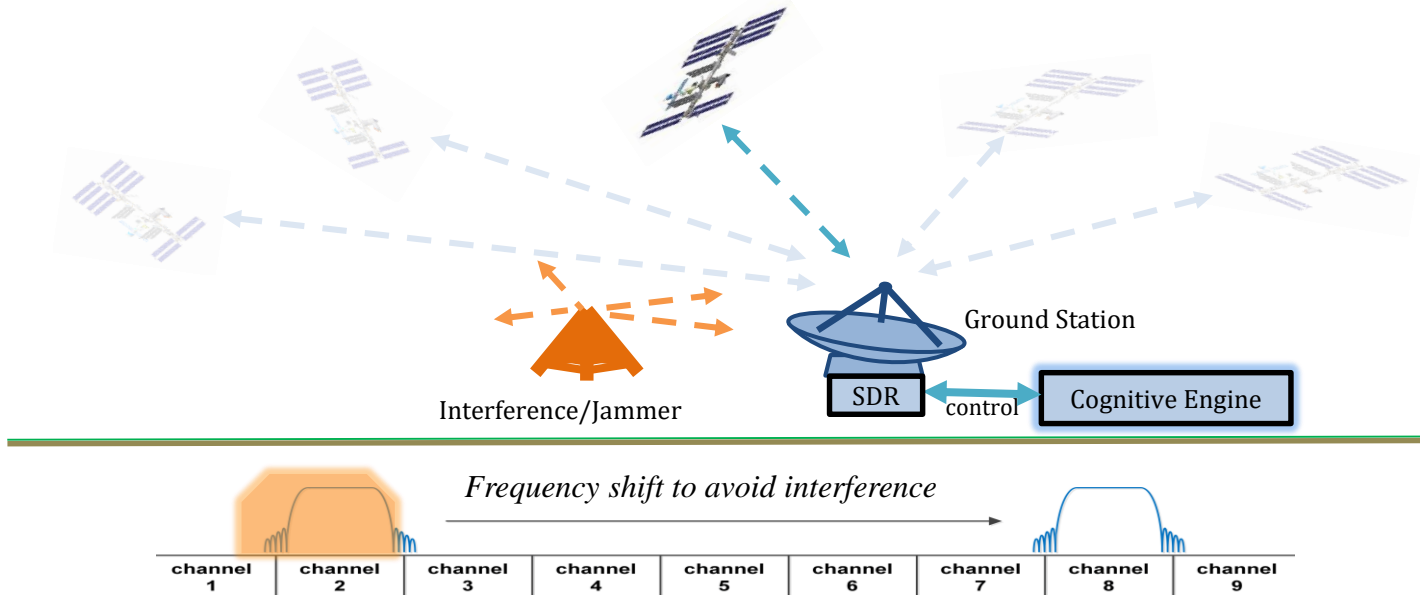 Ground Station
SDR
control
Cognitive Engine
Interference/Jammer
Frequency shift to avoid interference
channel 1
channel 2
channel 3
channel 4
channel 5
channel 6
channel 7
channel 8
channel 9